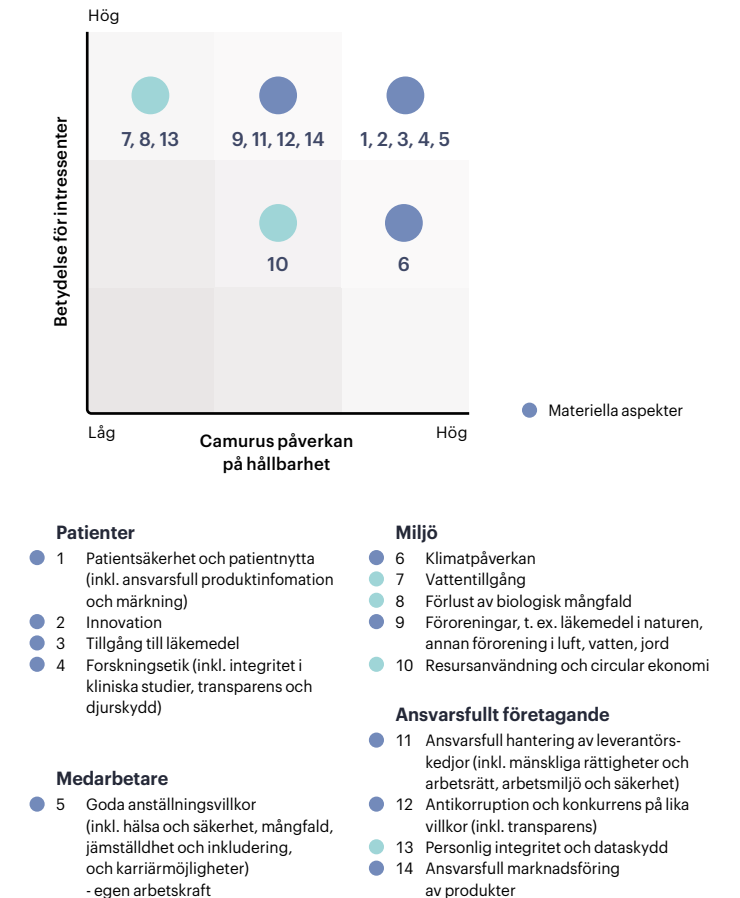 Hög
Betydelse för intressenter
7, 8, 13
9, 11, 12, 14
1, 2, 3, 4, 5
10
6
Låg
Camurus påverkan
på hållbarhet
Hög
Materiella aspekter
Patienter
1 Patientsäkerhet och patientnytta
(inkl. ansvarsfull produktinfomation
och märkning)
2 Innovation
3 Tillgång till läkemedel
4 Forskningsetik (inkl. integritet i
kliniska studier, transparens och
djurskydd)
Medarbetare
5 Goda anställningsvillkor
(inkl. hälsa och säkerhet, mångfald,
jämställdhet och inkludering,
och karriärmöjligheter)
- egen arbetskraft
Miljö
6 Klimatpåverkan
7 Vattentillgång
8 Förlust av biologisk mångfald
9 Föroreningar, t. ex. läkemedel i naturen,
annan förorening i luft, vatten, jord
10 Resursanvändning och circular ekonomi
Ansvarsfullt företagande
11 Ansvarsfull hantering av leverantörs-
kedjor (inkl. mänskliga rättigheter och
arbetsrätt, arbetsmiljö och säkerhet)
12 Antikorruption och konkurrens på lika
villkor (inkl. transparens)
13 Personlig integritet och dataskydd
14 Ansvarsfull marknadsföring
av produkter